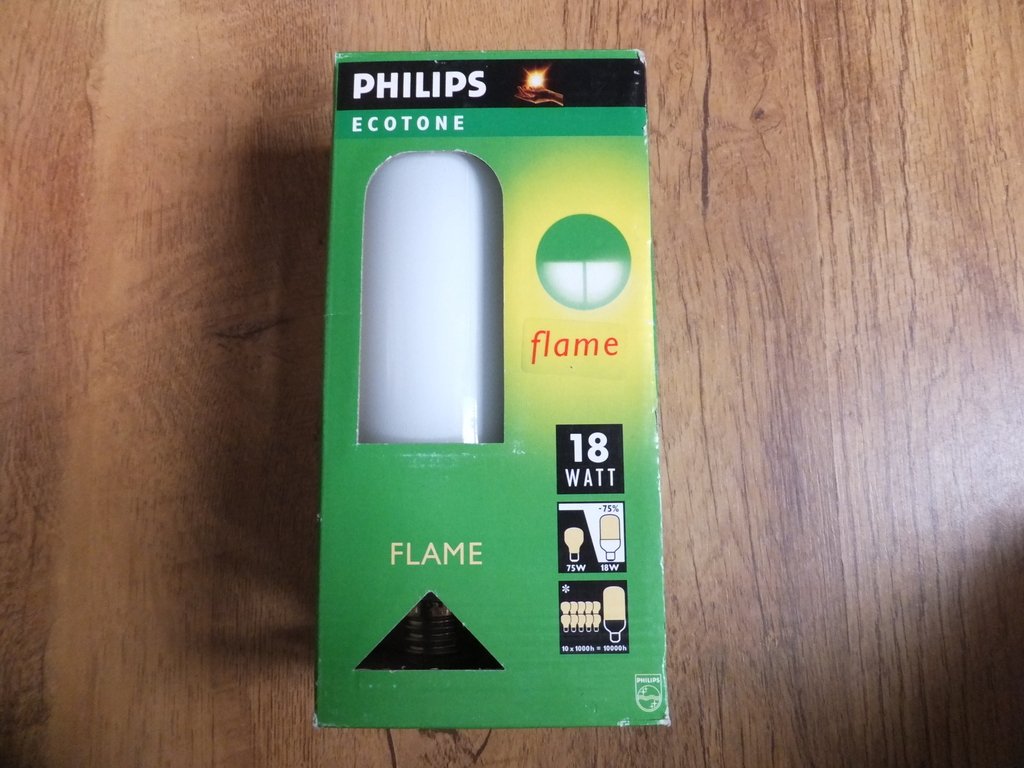 PHILIPS
ECOTONE
flame
18
WATT
-75%
75W 18W
FLAME
*
10 x 1000h = 10000h
PHILIPS